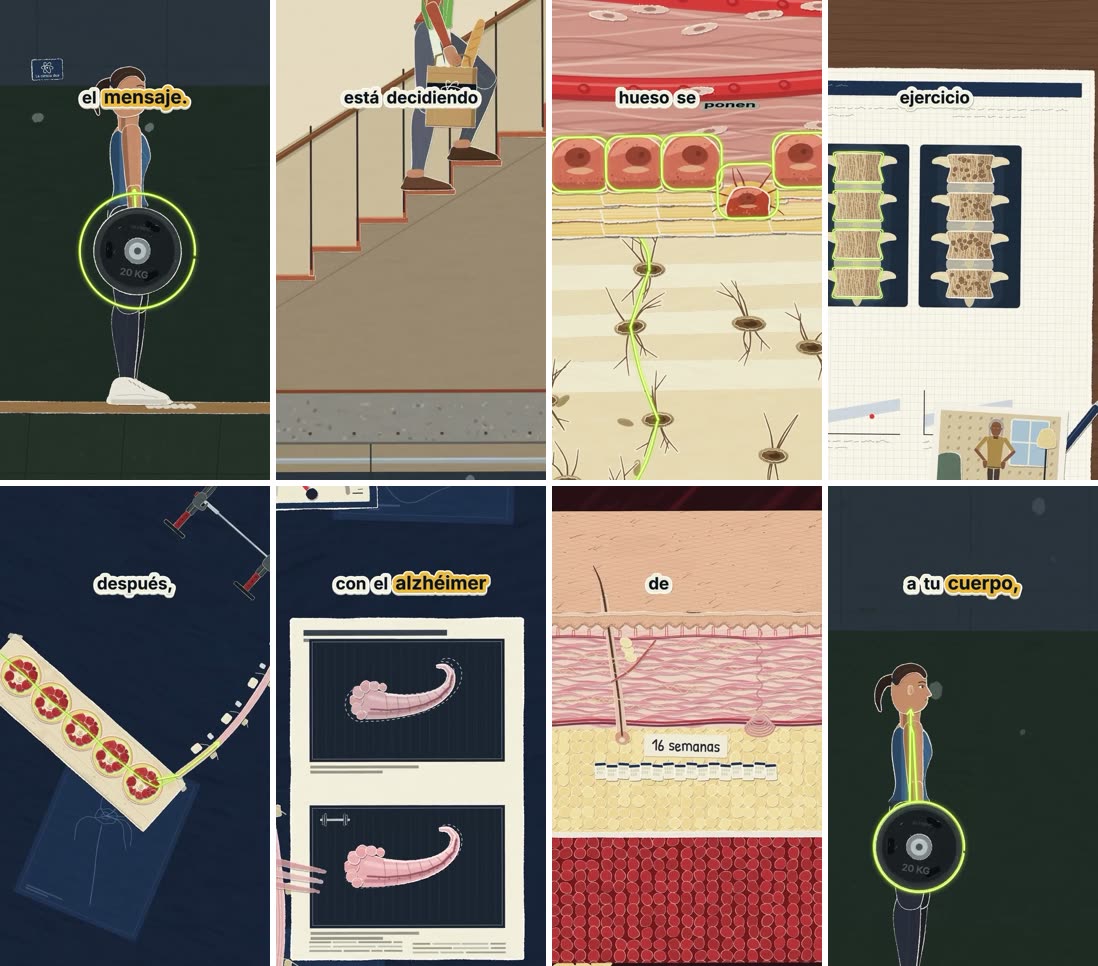 el mensaje.
20 KG
está decidiendo
hueso se ponen
ejercicio
después,
con el alzhéimer
de
16 semanas
a tu cuerpo,
20 KG